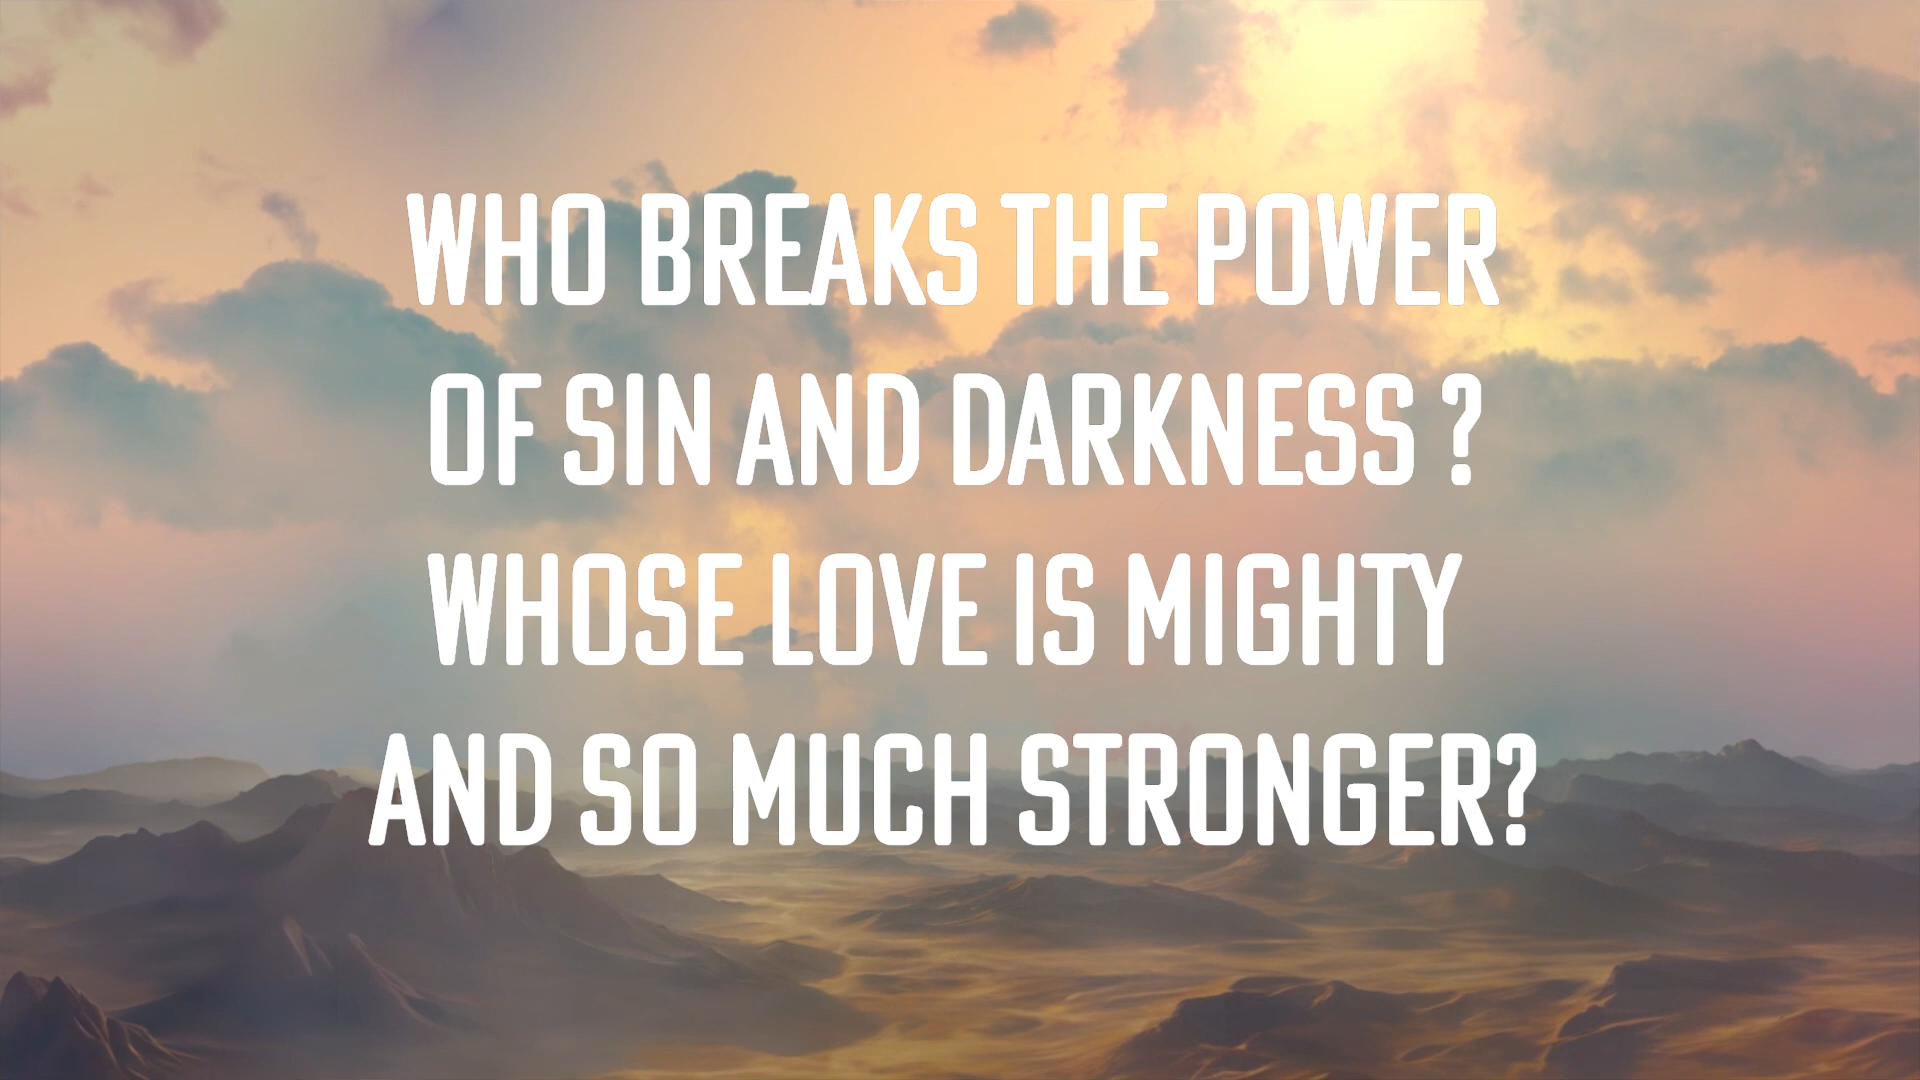 WHO BREAKS THE POWER
OF SIN AND DARKNESS ?
WHOSE LOVE IS MIGHTY
AND SO MUCH STRONGER?